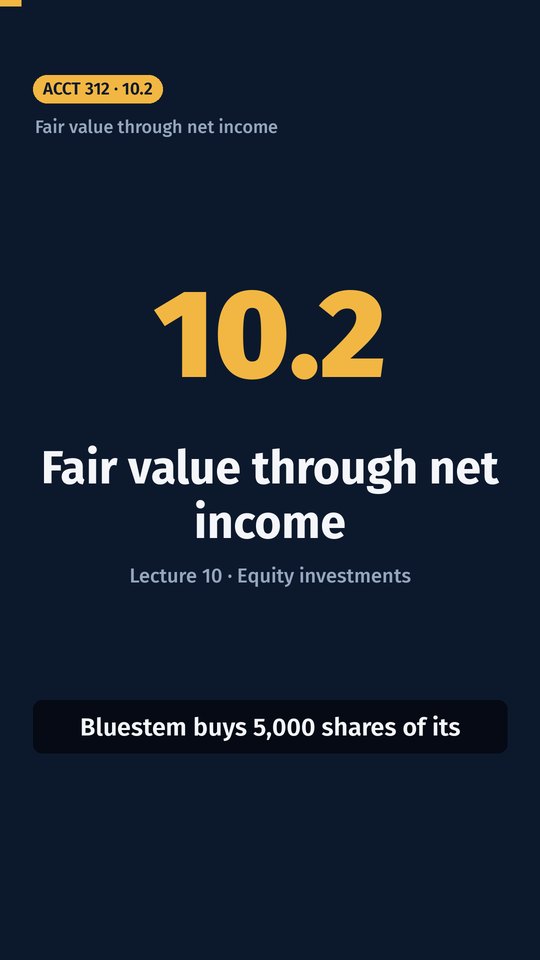 ACCT 312 · 10.2
Fair value through net income
10.2
Fair value through net
income
Lecture 10 · Equity investments
Bluestem buys 5,000 shares of its